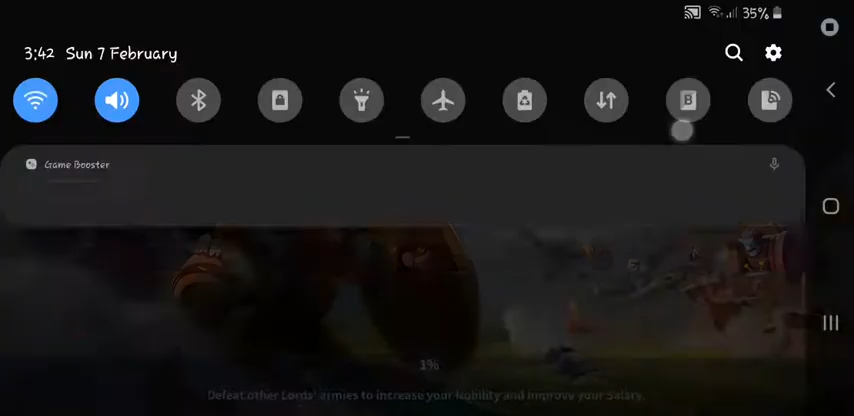 35%
3:42 Sun 7 February
B
Game Booster
1%
Defeat other Lords' armies to increase your Nobility and improve your Salary.